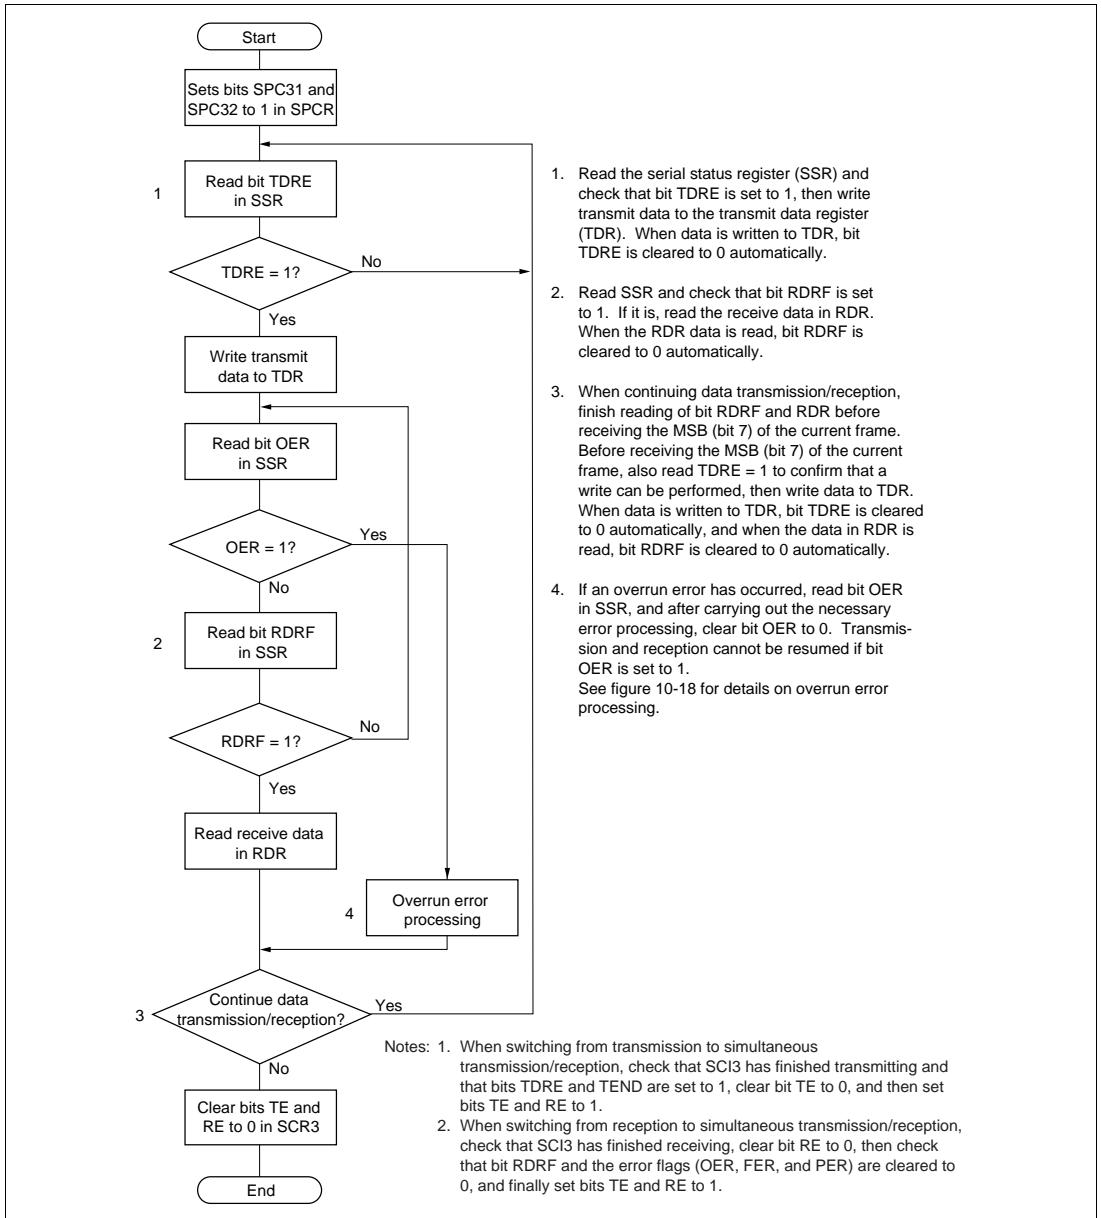 Start
Sets bits SPC31 and
SPC32 to 1 in SPCR
1
Read bit TDRE
in SSR
TDRE = 1?
No
Yes
Write transmit
data to TDR
Read bit OER
in SSR
OER = 1?
Yes
No
2
Read bit RDRF
in SSR
RDRF = 1?
No
Yes
Read receive data
in RDR
4
Overrun error
processing
3
Continue data
transmission/reception?
Yes
No
Clear bits TE and
RE to 0 in SCR3
End
1. Read the serial status register (SSR) and
check that bit TDRE is set to 1, then write
transmit data to the transmit data register
(TDR). When data is written to TDR, bit
TDRE is cleared to 0 automatically.
2. Read SSR and check that bit RDRF is set
to 1. If it is, read the receive data in RDR.
When the RDR data is read, bit RDRF is
cleared to 0 automatically.
3. When continuing data transmission/reception,
finish reading of bit RDRF and RDR before
receiving the MSB (bit 7) of the current frame.
Before receiving the MSB (bit 7) of the current
frame, also read TDRE = 1 to confirm that a
write can be performed, then write data to TDR.
When data is written to TDR, bit TDRE is cleared
to 0 automatically, and when the data in RDR is
read, bit RDRF is cleared to 0 automatically.
4. If an overrun error has occurred, read bit OER
in SSR, and after carrying out the necessary
error processing, clear bit OER to 0. Transmis-
sion and reception cannot be resumed if bit
OER is set to 1.
See figure 10-18 for details on overrun error
processing.
Notes: 1. When switching from transmission to simultaneous
transmission/reception, check that SCI3 has finished transmitting and
that bits TDRE and TEND are set to 1, clear bit TE to 0, and then set
bits TE and RE to 1.
2. When switching from reception to simultaneous transmission/reception,
check that SCI3 has finished receiving, clear bit RE to 0, then check
that bit RDRF and the error flags (OER, FER, and PER) are cleared to
0, and finally set bits TE and RE to 1.